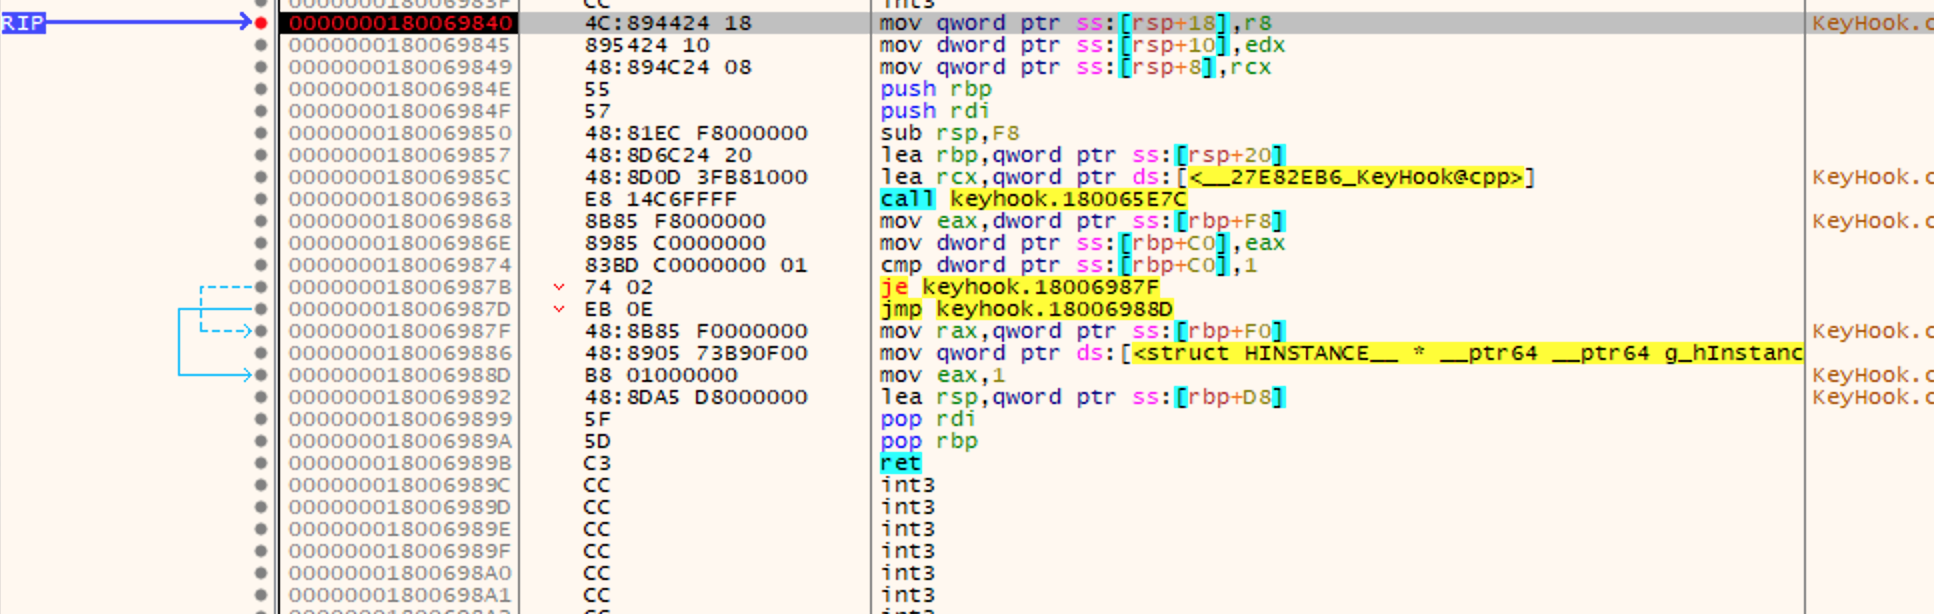 int3
RIP 0000000180069840 4C:894424 18 mov qword ptr ss:[rsp+18],r8 KeyHook.c
0000000180069845 895424 10 mov dword ptr ss:[rsp+10],edx
0000000180069849 48:894C24 08 mov qword ptr ss:[rsp+8],rcx
000000018006984E 55 push rbp
000000018006984F 57 push rdi
0000000180069850 48:81EC F8000000 sub rsp,F8
0000000180069857 48:8D6C24 20 lea rbp,qword ptr ss:[rsp+20]
000000018006985C 48:8D0D 3FB81000 lea rcx,qword ptr ds:[<__27E82EB6_KeyHook@cpp>] KeyHook.c
0000000180069863 E8 14C6FFFF call keyhook.180065E7C
0000000180069868 8B85 F8000000 mov eax,dword ptr ss:[rbp+F8] KeyHook.c
000000018006986E 8985 C0000000 mov dword ptr ss:[rbp+C0],eax
0000000180069874 83BD C0000000 01 cmp dword ptr ss:[rbp+C0],1
000000018006987B 74 02 je keyhook.18006987F
000000018006987D EB 0E jmp keyhook.18006988D
000000018006987F 48:8B85 F0000000 mov rax,qword ptr ss:[rbp+F0] KeyHook.c
0000000180069886 48:8905 73B90F00 mov qword ptr ds:[<struct HINSTANCE__ * __ptr64 __ptr64 g_hInstanc
000000018006988D B8 01000000 mov eax,1 KeyHook.c
0000000180069892 48:8DA5 D8000000 lea rsp,qword ptr ss:[rbp+D8] KeyHook.c
0000000180069899 5F pop rdi
000000018006989A 5D pop rbp
000000018006989B C3 ret
000000018006989C CC int3
000000018006989D CC int3
000000018006989E CC int3
000000018006989F CC int3
00000001800698A0 CC int3
00000001800698A1 CC int3